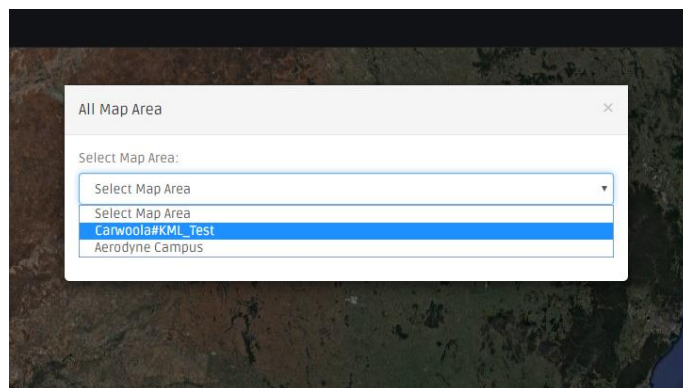 All Map Area
×
Select Map Area:
Select Map Area
Select Map Area
Carwoola#KML_Test
Aerodyne Campus